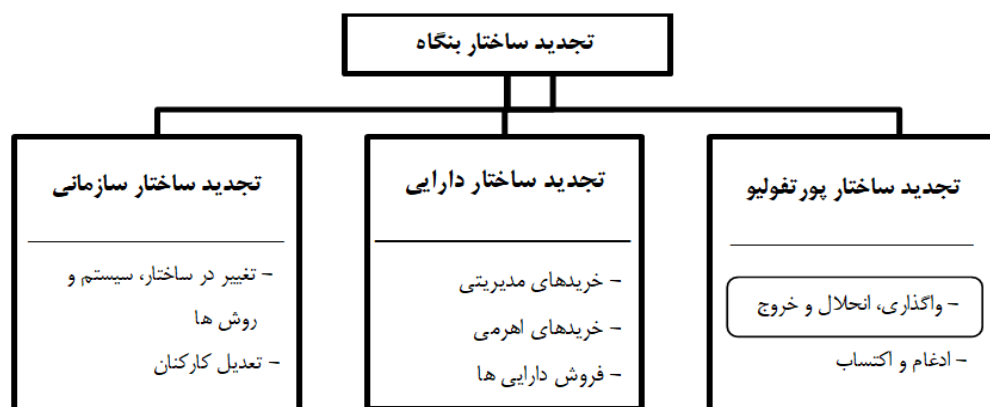 تجدید ساختار بنگاه
تجدید ساختار پورتفولیو
- واگذاری، انحلال و خروج
- ادغام و اکتساب
تجدید ساختار دارایی
- خریدهای مدیریتی
- خریدهای اهرمی
- فروش دارایی ها
تجدید ساختار سازمانی
- تغییر در ساختار، سیستم و
روش ها
- تعدیل کارکنان